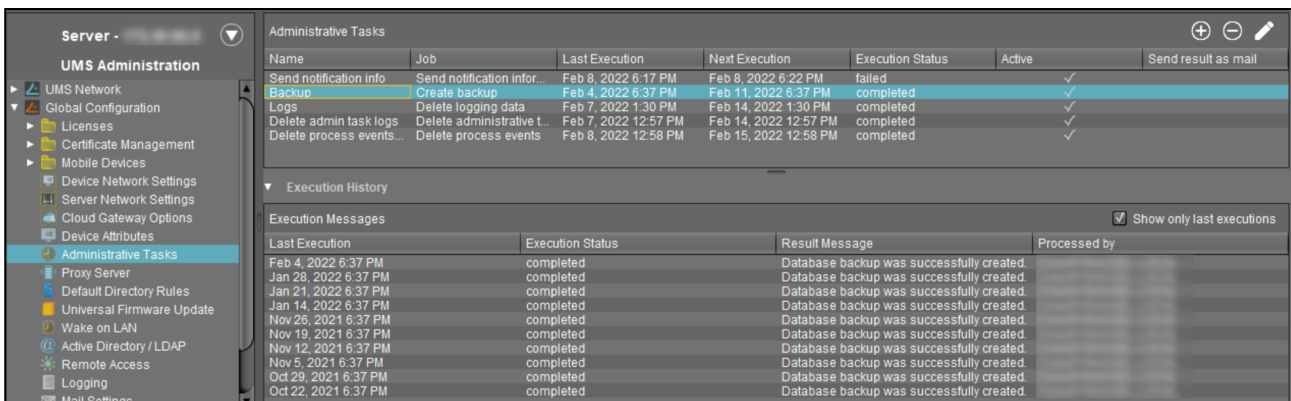 Server -
UMS Administration
UMS Network
Global Configuration
Licenses
Certificate Management
Mobile Devices
Device Network Settings
Server Network Settings
Cloud Gateway Options
Device Attributes
Administrative Tasks
Proxy Server
Default Directory Rules
Universal Firmware Update
Wake on LAN
Active Directory / LDAP
Remote Access
Logging
Mail Settings
Administrative Tasks
Name Job Last Execution Next Execution Execution Status Active Send result as mail
Send notification info Send notification infor... Feb 8, 2022 6:17 PM Feb 8, 2022 6:22 PM failed ✓
Backup Create backup Feb 4, 2022 6:37 PM Feb 11, 2022 6:37 PM completed ✓
Logs Delete logging data Feb 7, 2022 1:30 PM Feb 14, 2022 1:30 PM completed ✓
Delete admin task logs Delete administrative t... Feb 7, 2022 12:57 PM Feb 14, 2022 12:57 PM completed ✓
Delete process events... Delete process events Feb 8, 2022 12:58 PM Feb 15, 2022 12:58 PM completed ✓
Execution History
Execution Messages Show only last executions
Last Execution Execution Status Result Message Processed by
Feb 4, 2022 6:37 PM completed Database backup was successfully created.
Jan 28, 2022 6:37 PM completed Database backup was successfully created.
Jan 21, 2022 6:37 PM completed Database backup was successfully created.
Jan 14, 2022 6:37 PM completed Database backup was successfully created.
Nov 26, 2021 6:37 PM completed Database backup was successfully created.
Nov 19, 2021 6:37 PM completed Database backup was successfully created.
Nov 12, 2021 6:37 PM completed Database backup was successfully created.
Nov 5, 2021 6:37 PM completed Database backup was successfully created.
Oct 29, 2021 6:37 PM completed Database backup was successfully created.
Oct 22, 2021 6:37 PM completed Database backup was successfully created.